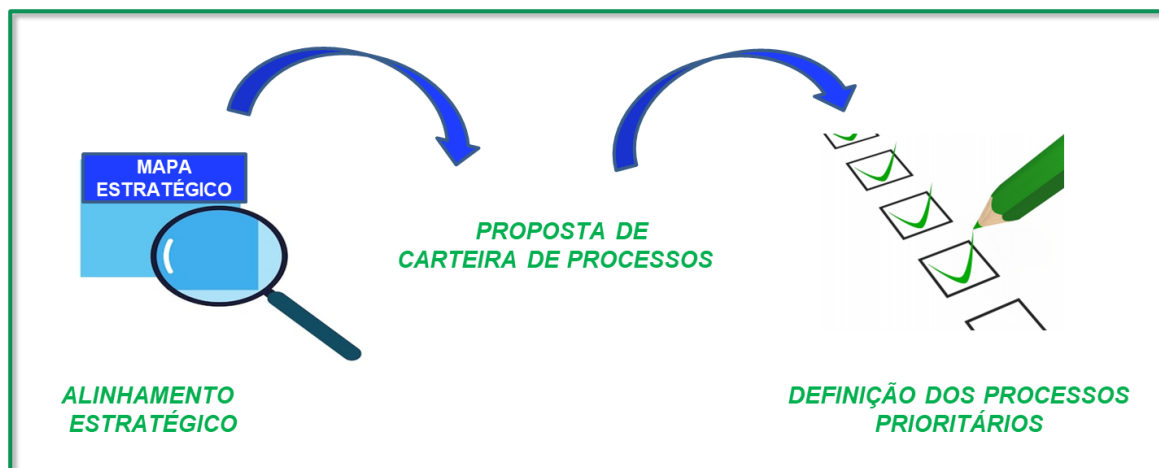 MAPA
ESTRATÉGICO
ALINHAMENTO
ESTRATÉGICO
PROPOSTA DE
CARTEIRA DE PROCESSOS
DEFINIÇÃO DOS PROCESSOS
PRIORITÁRIOS